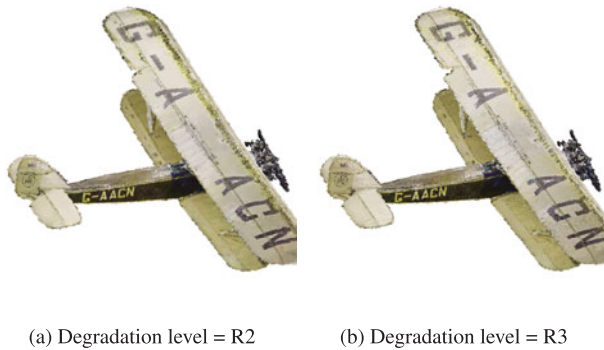 G-A
ACN
G-AACN
G-A
ACN
G-AACN
(a) Degradation level = R2
(b) Degradation level = R3